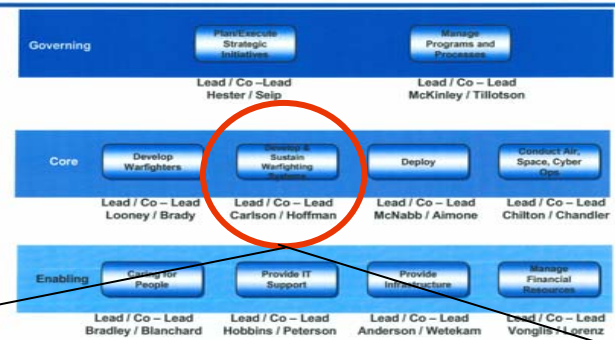 Governing
Plan/Execute
Strategic
Initiatives
Manage
Programs and
Processes
Lead / Co –Lead
Hester / Seip
Lead / Co – Lead
McKinley / Tillotson
Core
Develop
Warfighters
Develop &
Sustain
Warfighting
Systems
Deploy
Conduct Air,
Space, Cyber
Ops
Lead / Co – Lead
Looney / Brady
Lead / Co – Lead
Carlson / Hoffman
Lead / Co – Lead
McNabb / Aimone
Lead / Co – Lead
Chilton / Chandler
Enabling
Caring for
People
Provide IT
Support
Provide
Infrastructure
Manage
Financial
Resources
Lead / Co – Lead
Bradley / Blanchard
Lead / Co – Lead
Hobbins / Peterson
Lead / Co – Lead
Anderson / Wetekam
Lead / Co – Lead
Vonglis / Lorenz